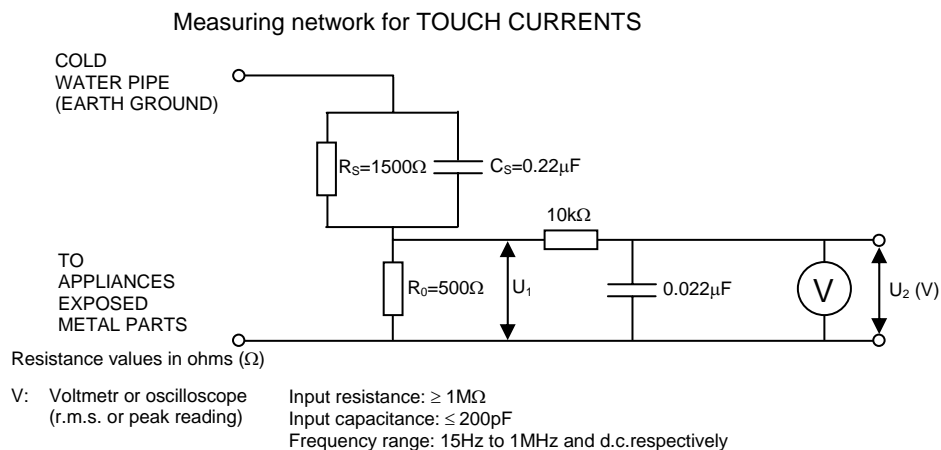 Measuring network for TOUCH CURRENTS
COLD
WATER PIPE
(EARTH GROUND)
RS=1500Ω
CS=0.22μF
10kΩ
TO
APPLIANCES
EXPOSED
METAL PARTS
R0=500Ω
U1
0.022μF
V
U2 (V)
Resistance values in ohms (Ω)
V: Voltmetr or oscilloscope
(r.m.s. or peak reading)
Input resistance: ≥ 1MΩ
Input capacitance: ≤ 200pF
Frequency range: 15Hz to 1MHz and d.c.respectively